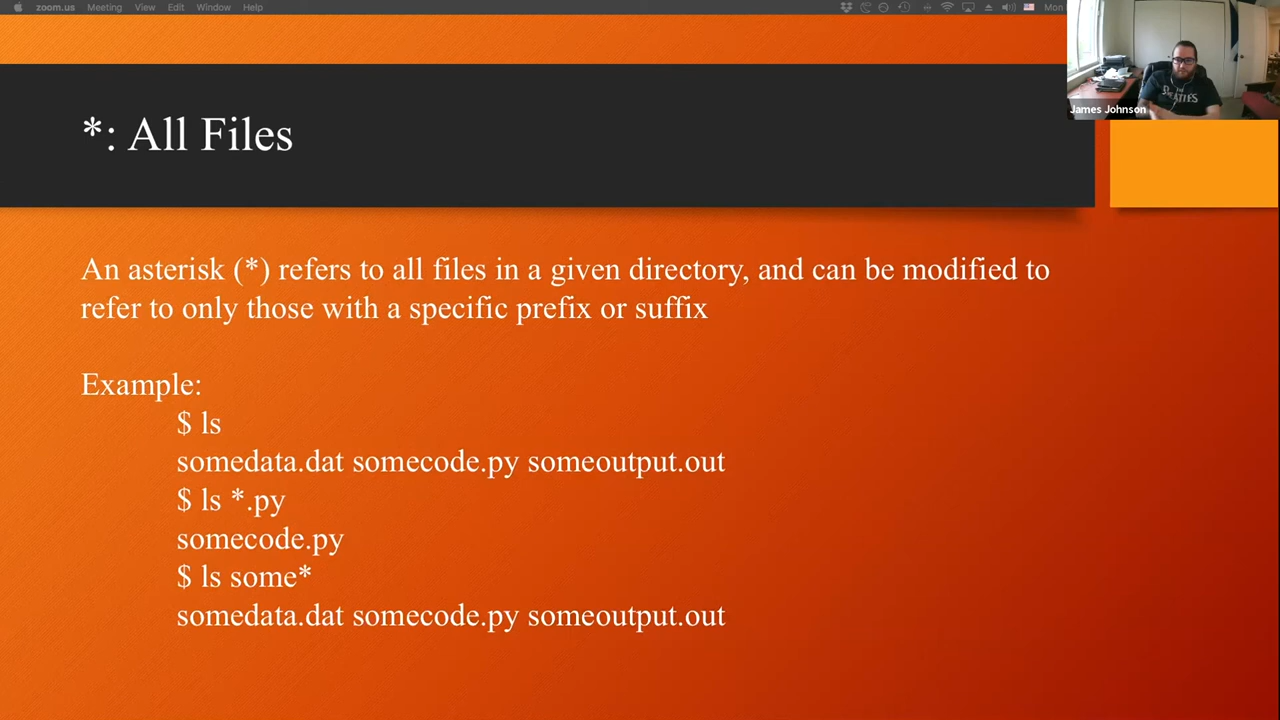 zoom.us Meeting View Edit Window Help Mon
James Johnson
*: All Files
An asterisk (*) refers to all files in a given directory, and can be modified to
refer to only those with a specific prefix or suffix
Example:
$ ls
somedata.dat somecode.py someoutput.out
$ ls *.py
somecode.py
$ ls some*
somedata.dat somecode.py someoutput.out